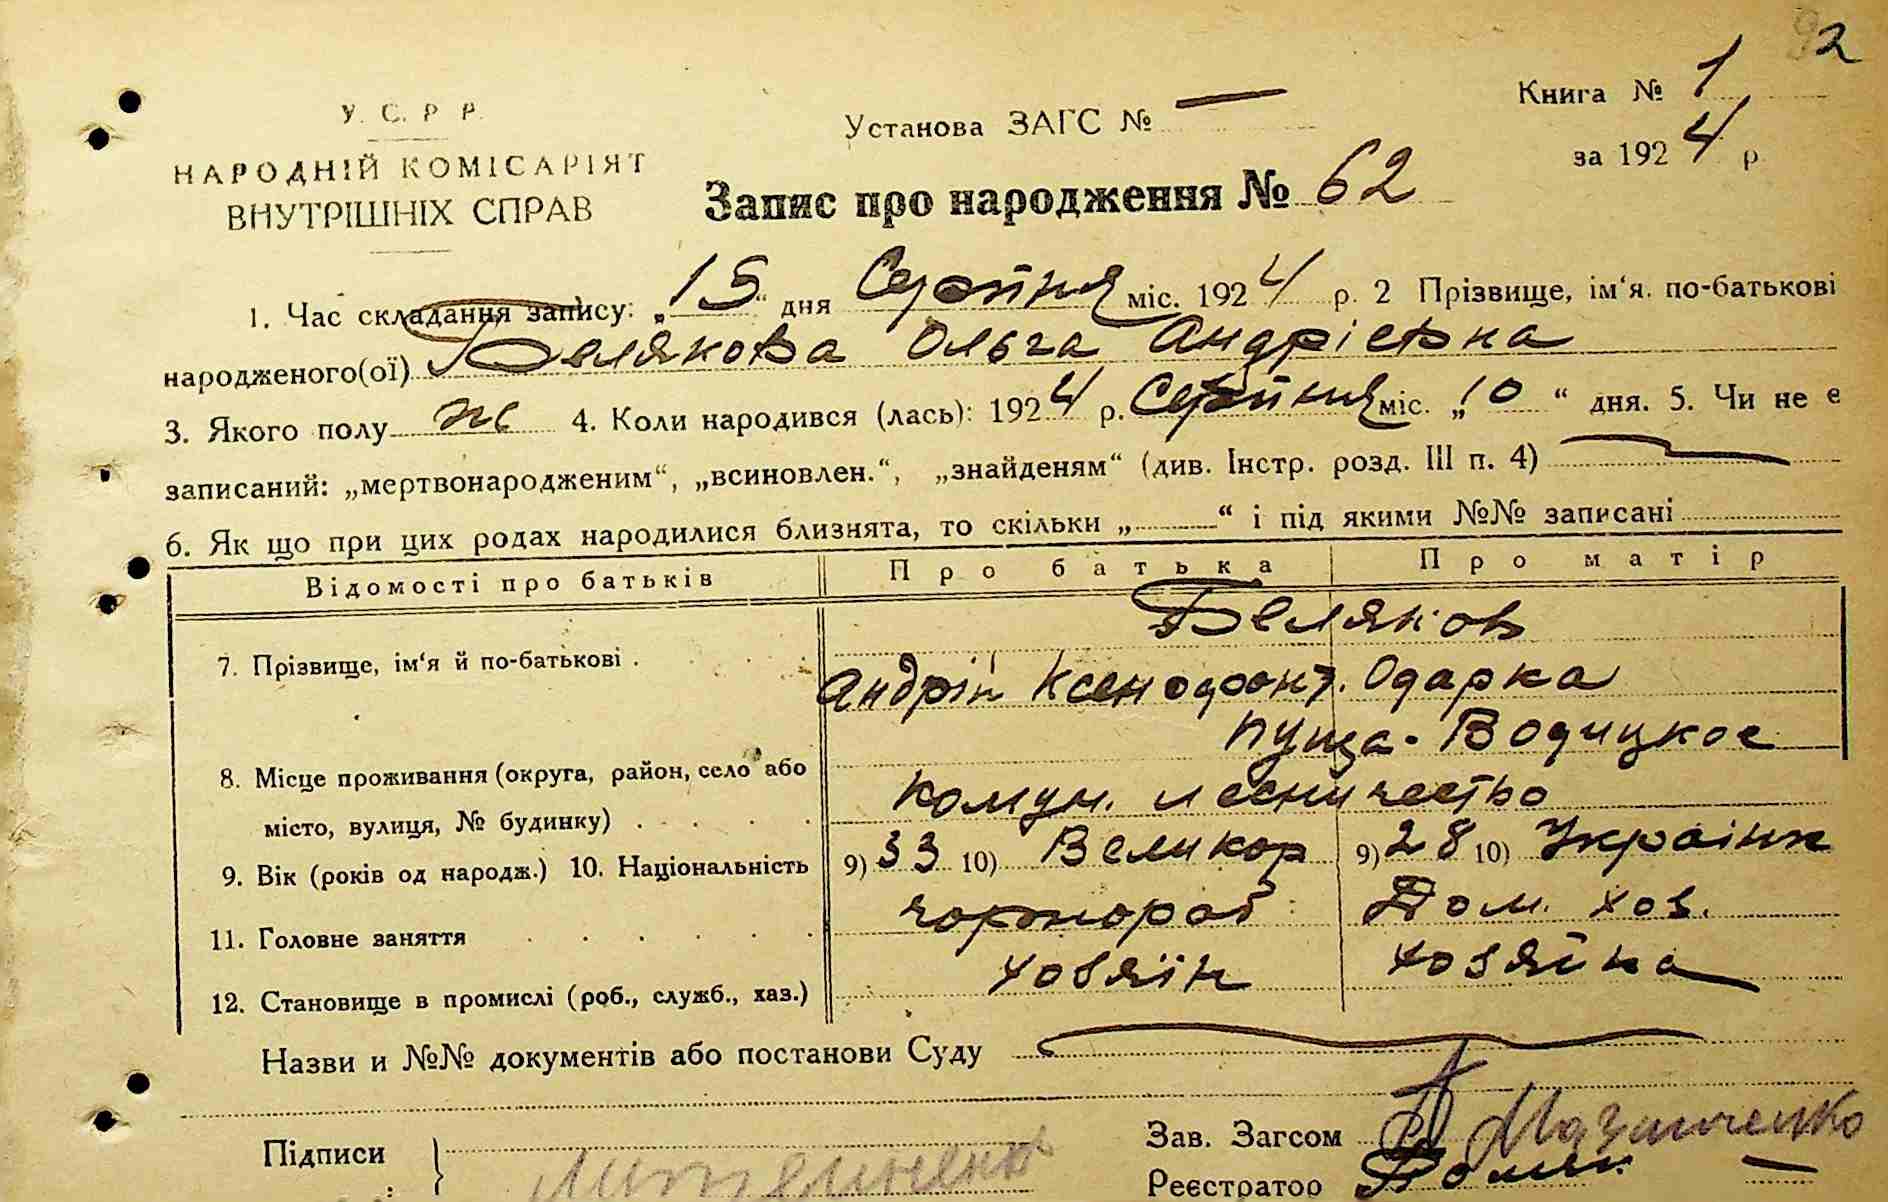 92
У. С. Р Р.
Установа ЗАГС № —
Книга № 1
НАРОДНІЙ КОМІСАРІЯТ
за 1924 р
ВНУТРІШНІХ СПРАВ
Запис про народження № 62
1. Час складання запису: „15“ дня Серпня міс. 1924 р. 2 Прізвище, ім‘я. по-батькові
народженого(ої) Белякова Ольга Андрієвна
3. Якого полу ж 4. Коли народився (лась): 1924 р. Серпня міс. „10“ дня. 5. Чи не є
записаний: „мертвонародженим“, „всиновлен.“, „знайденям“ (див. Інстр. розд. III п. 4) —
6. Як що при цих родах народилися близнята, то скільки „ “ і під якими №№ записані
Відомості про батьків Про батька Про матір
Беляков
7. Прізвище, ім‘я й по-батькові .
Андрій Ксенофонт. Одарка
Пуща-Водицкое
8. Місце проживання (округа, район, село або
комун. лесничество
місто, вулиця, № будинку) . . . .
9. Вік (років од народж.) 10. Національність 9) 33 10) Великор 9) 28 10) Українк
11. Головне заняття чорнораб Дом. хоз.
12. Становище в промислі (роб., служб., хаз.) хозяїн хозяйка
Назви и №№ документів або постанови Суду
Підписи
Зав. Загсом
Реєстратор